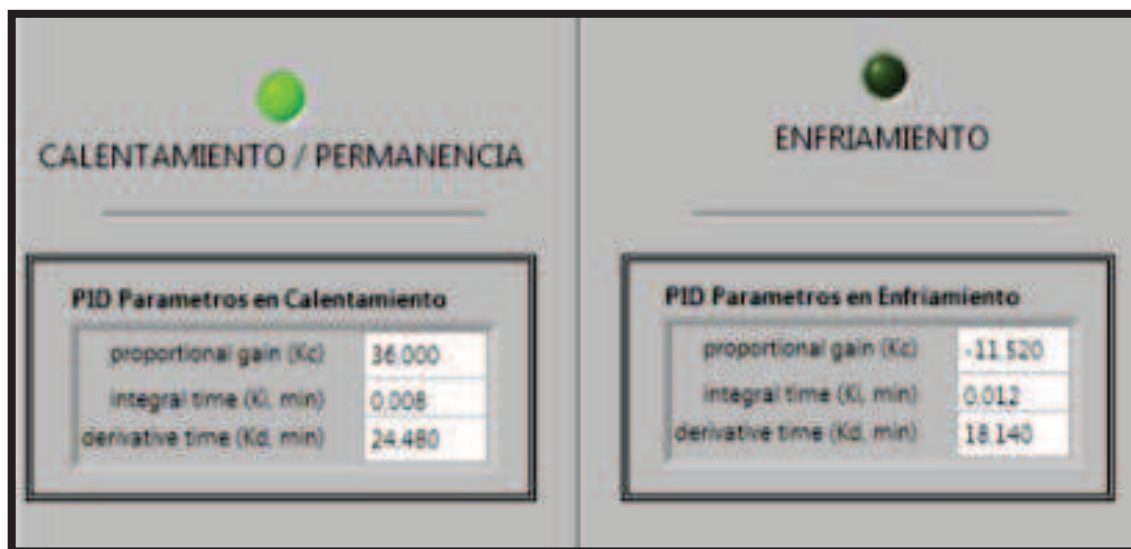 CALENTAMIENTO / PERMANENCIA
PID Parametros en Calentamiento
proportional gain (Kc) 36.000
integral time (Ki, min) 0.008
derivative time (Kd, min) 24.480
ENFRIAMIENTO
PID Parametros en Enfriamiento
proportional gain (Kc) -11.520
integral time (Ki, min) 0.012
derivative time (Kd, min) 18.140